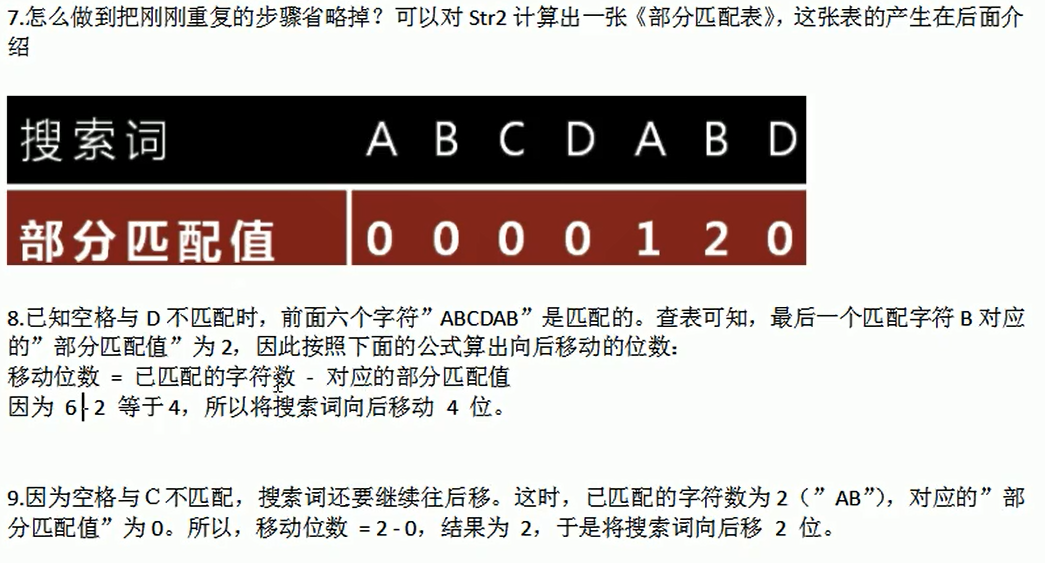 7.怎么做到把刚刚重复的步骤省略掉？可以对 Str2 计算出一张《部分匹配表》，这张表的产生在后面介
绍
搜索词 A B C D A B D
部分匹配值 0 0 0 0 1 2 0
8.已知空格与 D 不匹配时，前面六个字符”ABCDAB”是匹配的。查表可知，最后一个匹配字符 B 对应
的”部分匹配值”为 2，因此按照下面的公式算出向后移动的位数：
移动位数 = 已匹配的字符数 - 对应的部分匹配值
因为 6 - 2 等于 4，所以将搜索词向后移动 4 位。
9.因为空格与 C 不匹配，搜索词还要继续往后移。这时，已匹配的字符数为 2（”AB”），对应的”部
分匹配值”为 0。所以，移动位数 = 2 - 0，结果为 2，于是将搜索词向后移 2 位。